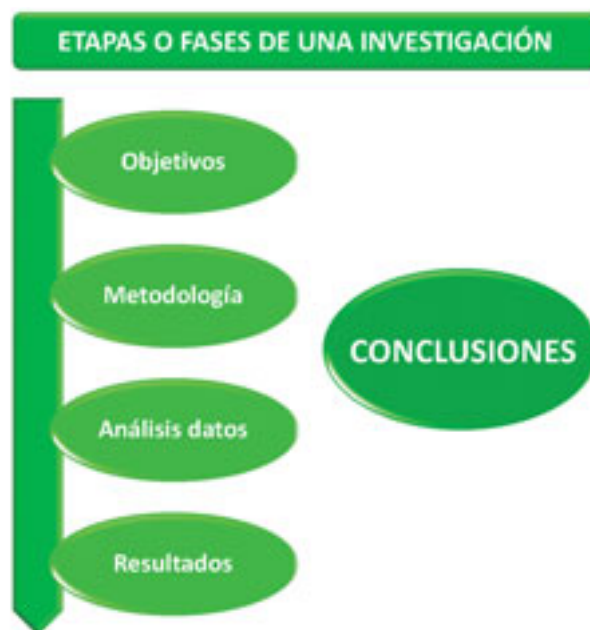 ETAPAS O FASES DE UNA INVESTIGACIÓN
Objetivos
Metodología
Análisis datos
Resultados
CONCLUSIONES